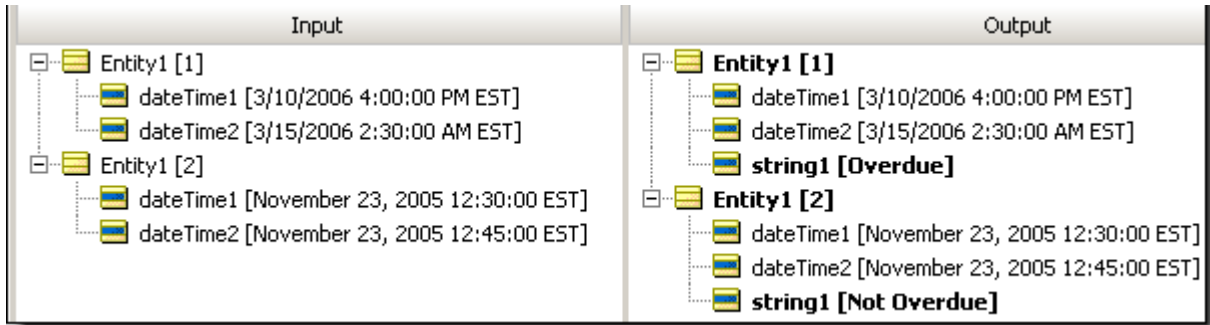 Input
Entity1 [1]
dateTime1 [3/10/2006 4:00:00 PM EST]
dateTime2 [3/15/2006 2:30:00 AM EST]
Entity1 [2]
dateTime1 [November 23, 2005 12:30:00 EST]
dateTime2 [November 23, 2005 12:45:00 EST]
Output
Entity1 [1]
dateTime1 [3/10/2006 4:00:00 PM EST]
dateTime2 [3/15/2006 2:30:00 AM EST]
string1 [Overdue]
Entity1 [2]
dateTime1 [November 23, 2005 12:30:00 EST]
dateTime2 [November 23, 2005 12:45:00 EST]
string1 [Not Overdue]